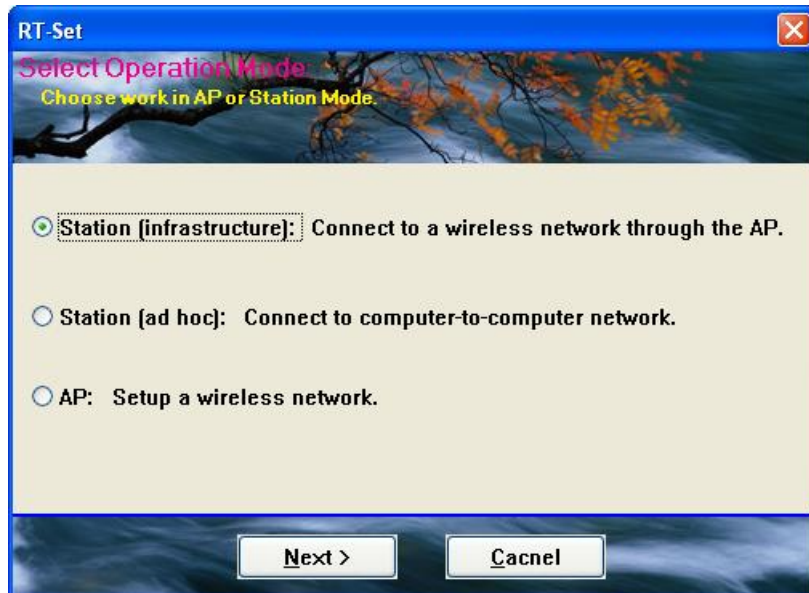 RT-Set
Select Operation Mode:
Choose work in AP or Station Mode.
Station (infrastructure): Connect to a wireless network through the AP.
Station (ad hoc): Connect to computer-to-computer network.
AP: Setup a wireless network.
Next >
Cacnel